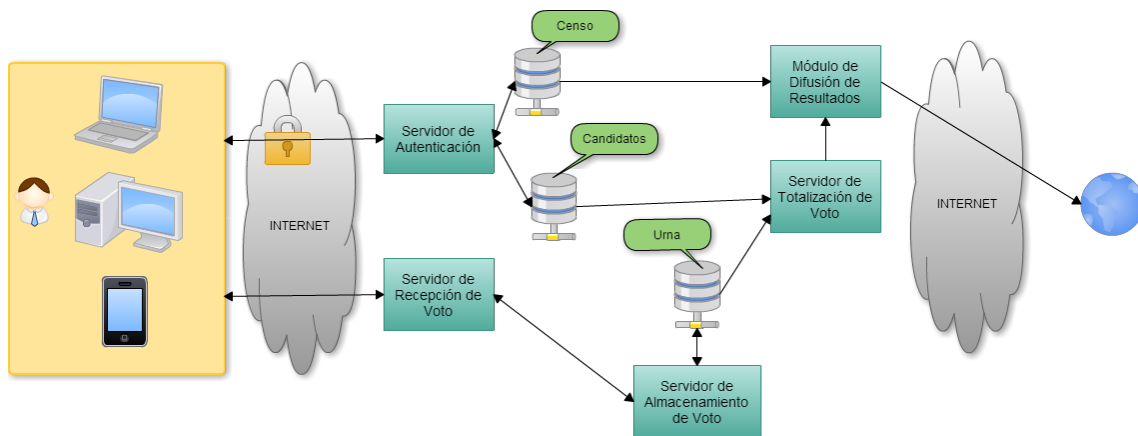 Censo
Módulo de
Difusión de
Resultados
Servidor de
Autenticación
Candidatos
Servidor de
Totalización de
Voto
INTERNET
INTERNET
Urna
Servidor de
Recepción de
Voto
Servidor de
Almacenamiento
de Voto